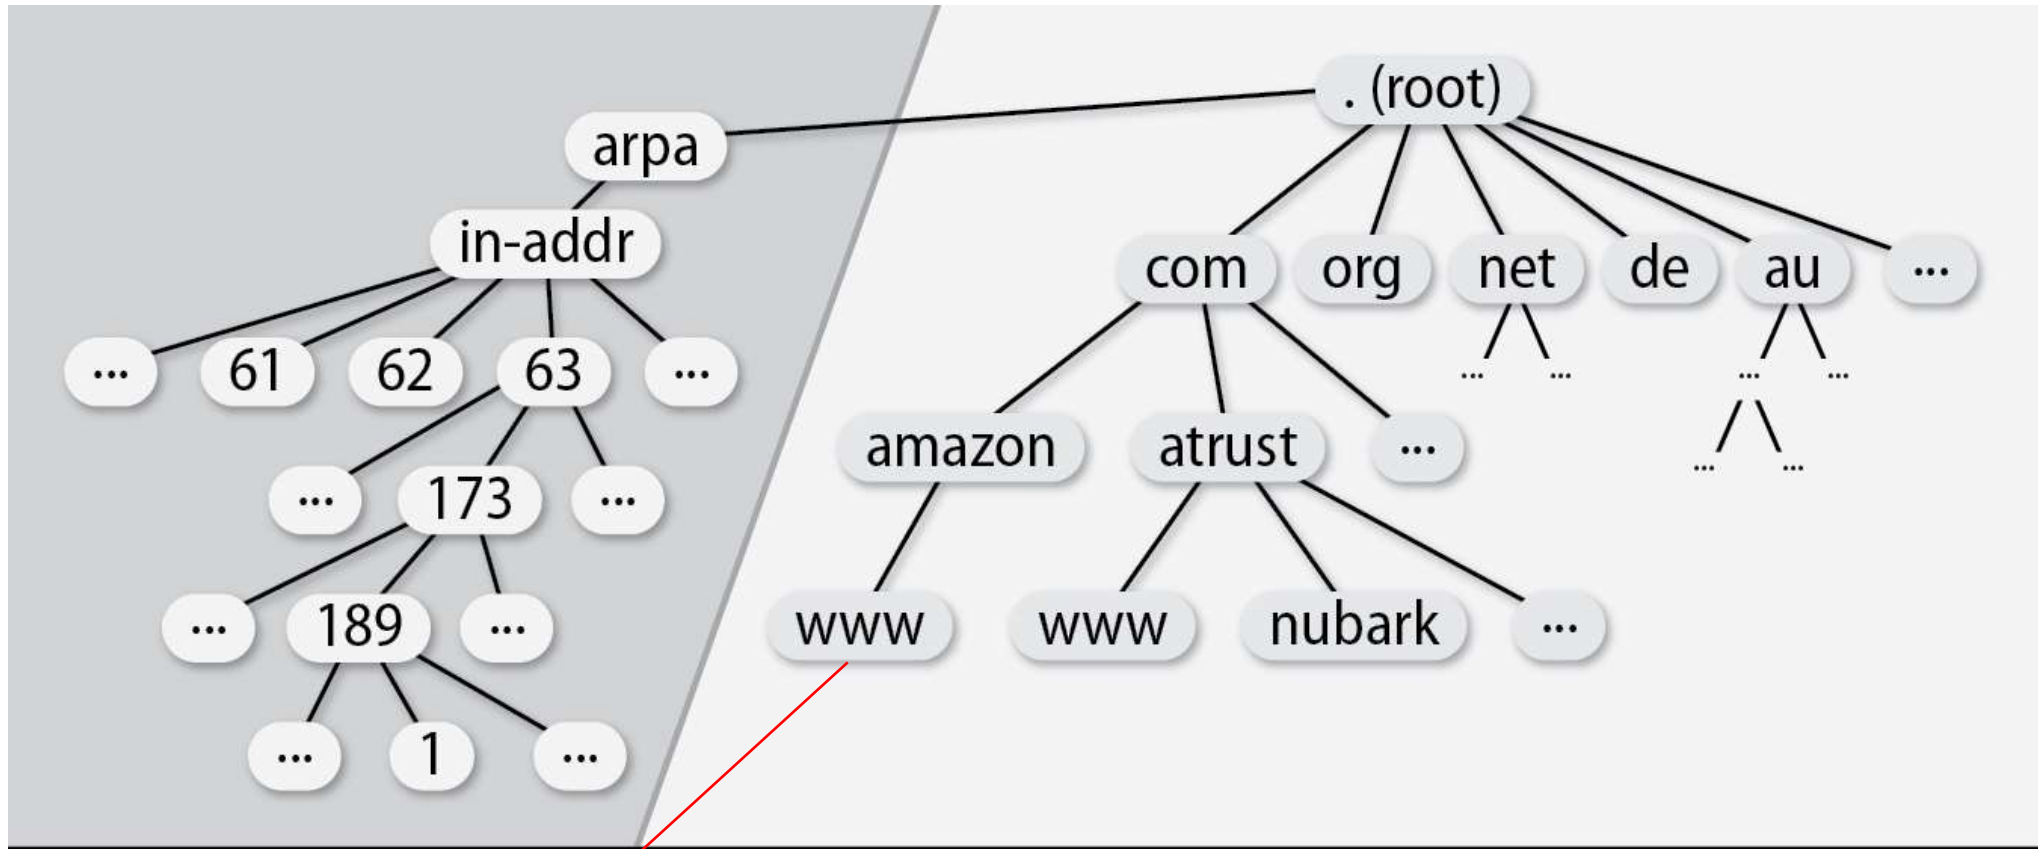 . (root)
arpa
in-addr
com org net de au ...
... 61 62 63 ...
... ... ... ...
amazon atrust ...
... ...
... 173 ...
... 189 ...
www www nubark ...
... 1 ...